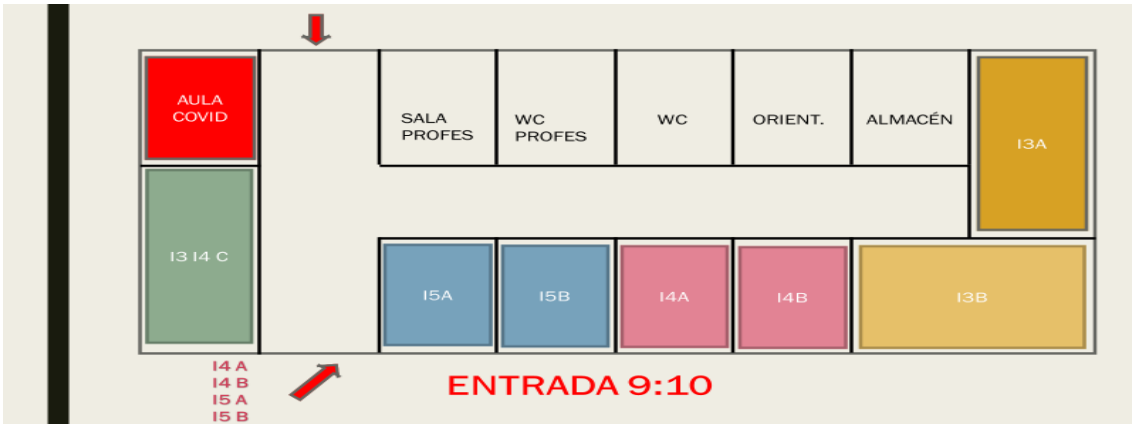 AULA
COVID
SALA
PROFES
WC
PROFES
WC
ORIENT.
ALMACÉN
I3A
I3 I4 C
I5A
I5B
I4A
I4B
I3B
I4 A
I4 B
I5 A
I5 B
ENTRADA 9:10